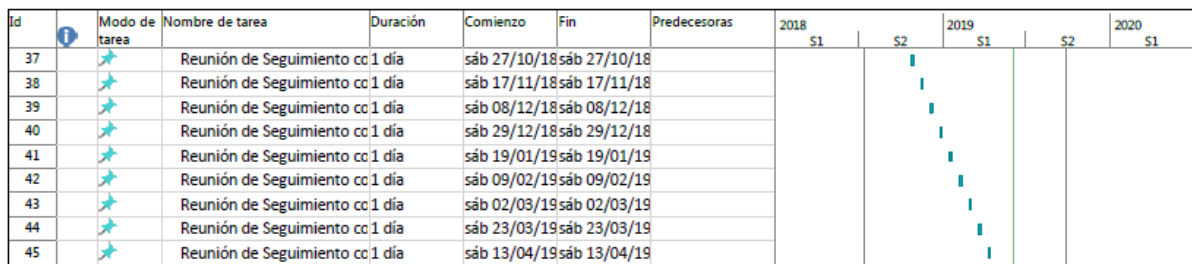 Id Modo de tarea Nombre de tarea Duración Comienzo Fin Predecesoras 2018 2019 2020
S1 S2 S1 S2 S1
37 Reunión de Seguimiento co 1 día sáb 27/10/18 sáb 27/10/18
38 Reunión de Seguimiento co 1 día sáb 17/11/18 sáb 17/11/18
39 Reunión de Seguimiento co 1 día sáb 08/12/18 sáb 08/12/18
40 Reunión de Seguimiento co 1 día sáb 29/12/18 sáb 29/12/18
41 Reunión de Seguimiento co 1 día sáb 19/01/19 sáb 19/01/19
42 Reunión de Seguimiento co 1 día sáb 09/02/19 sáb 09/02/19
43 Reunión de Seguimiento co 1 día sáb 02/03/19 sáb 02/03/19
44 Reunión de Seguimiento co 1 día sáb 23/03/19 sáb 23/03/19
45 Reunión de Seguimiento co 1 día sáb 13/04/19 sáb 13/04/19